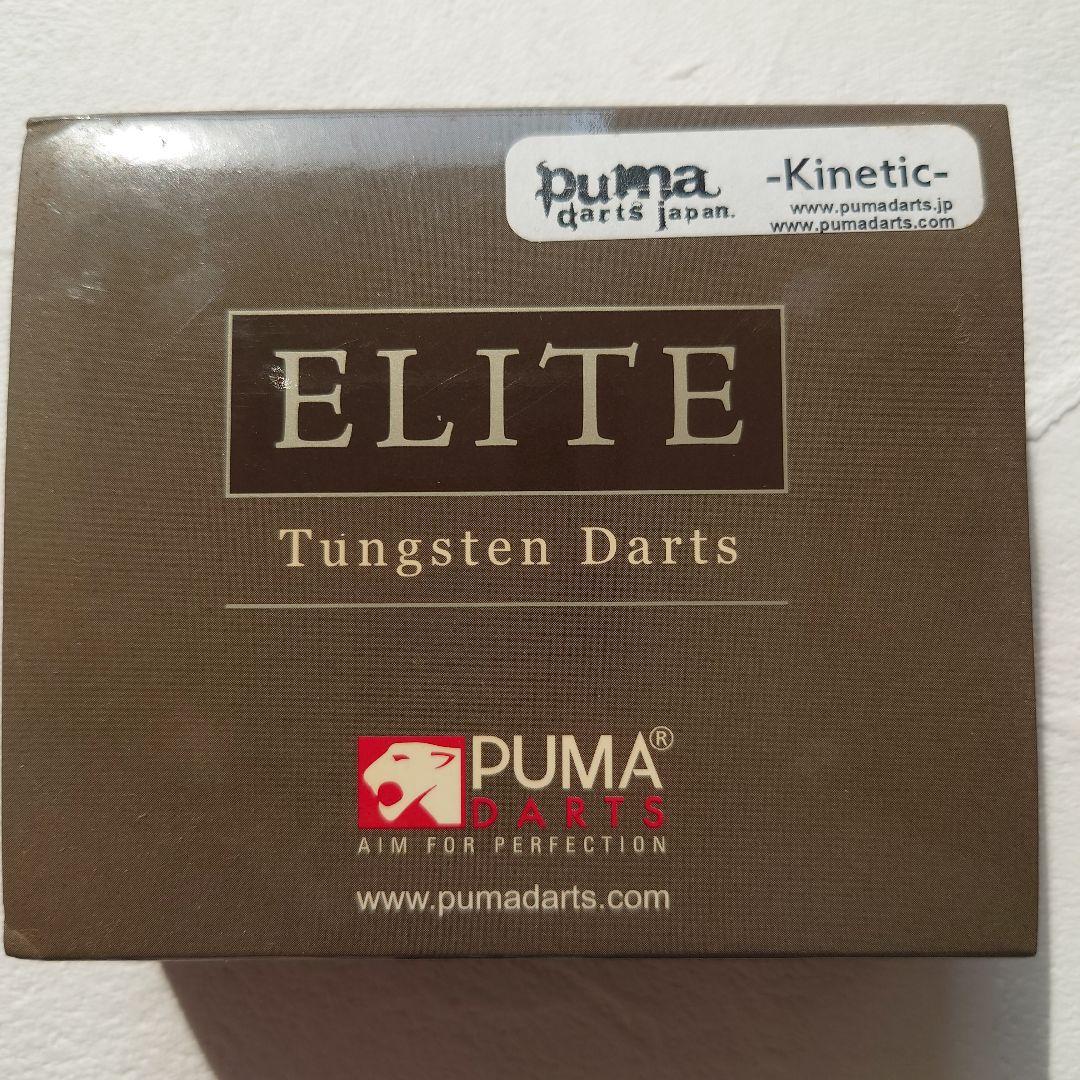 puma
darts japan.
-Kinetic-
www.pumadarts.jp
www.pumadarts.com
ELITE
Tungsten Darts
PUMA®
DARTS
AIM FOR PERFECTION
www.pumadarts.com